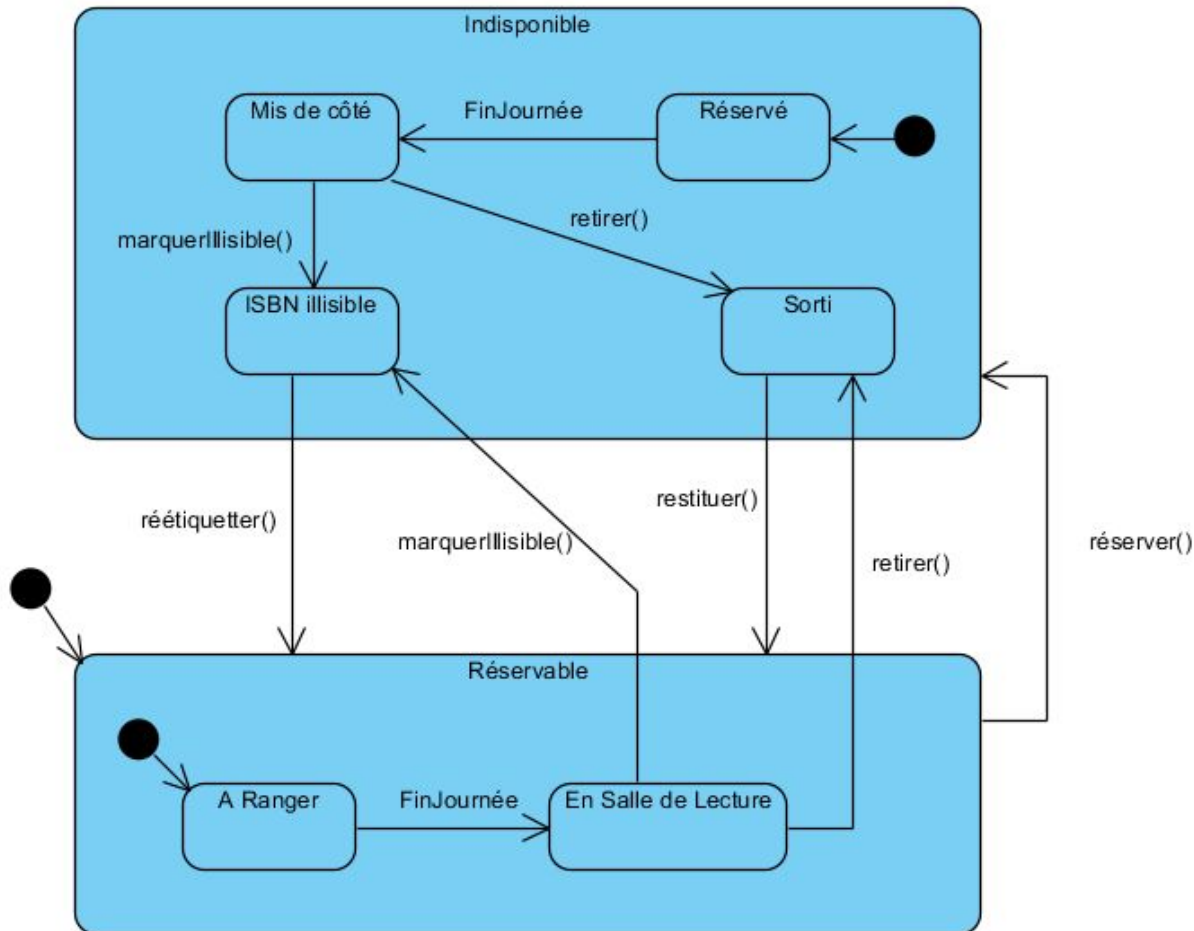 Indisponible
Mis de côté
FinJournée
Réservé
retirer()
marquerIllisible()
ISBN illisible
Sorti
réétiquetter()
marquerIllisible()
restituer()
retirer()
réserver()
Réservable
A Ranger
FinJournée
En Salle de Lecture